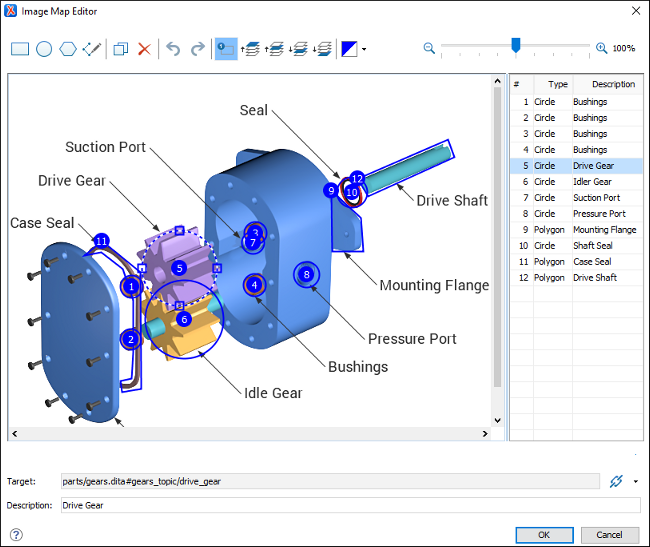 Image Map Editor
100%
Seal
Suction Port
Drive Gear
Case Seal
Drive Shaft
Mounting Flange
Pressure Port
Bushings
Idle Gear
11
1
2
5
6
3
7
4
8
9
12
10
# Type Description
1 Circle Bushings
2 Circle Bushings
3 Circle Bushings
4 Circle Bushings
5 Circle Drive Gear
6 Circle Idler Gear
7 Circle Suction Port
8 Circle Pressure Port
9 Polygon Mounting Flange
10 Circle Shaft Seal
11 Polygon Case Seal
12 Polygon Drive Shaft
Target: parts/gears.dita#gears_topic/drive_gear
Description: Drive Gear
? OK Cancel